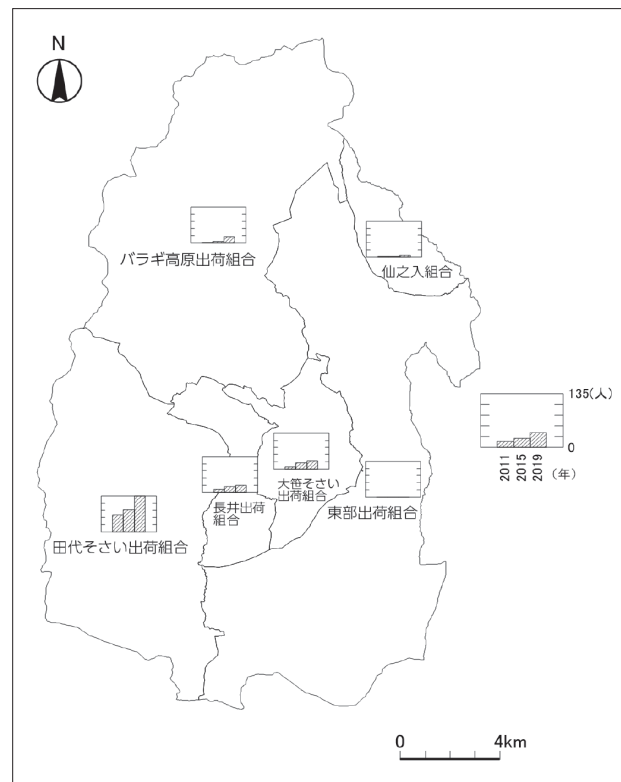 N
バラギ高原出荷組合
仙之入組合
135(人)
0
2011
2015
2019
(年)
大笹そさい
出荷組合
長井出荷
組合
東部出荷組合
田代そさい出荷組合
0
4km